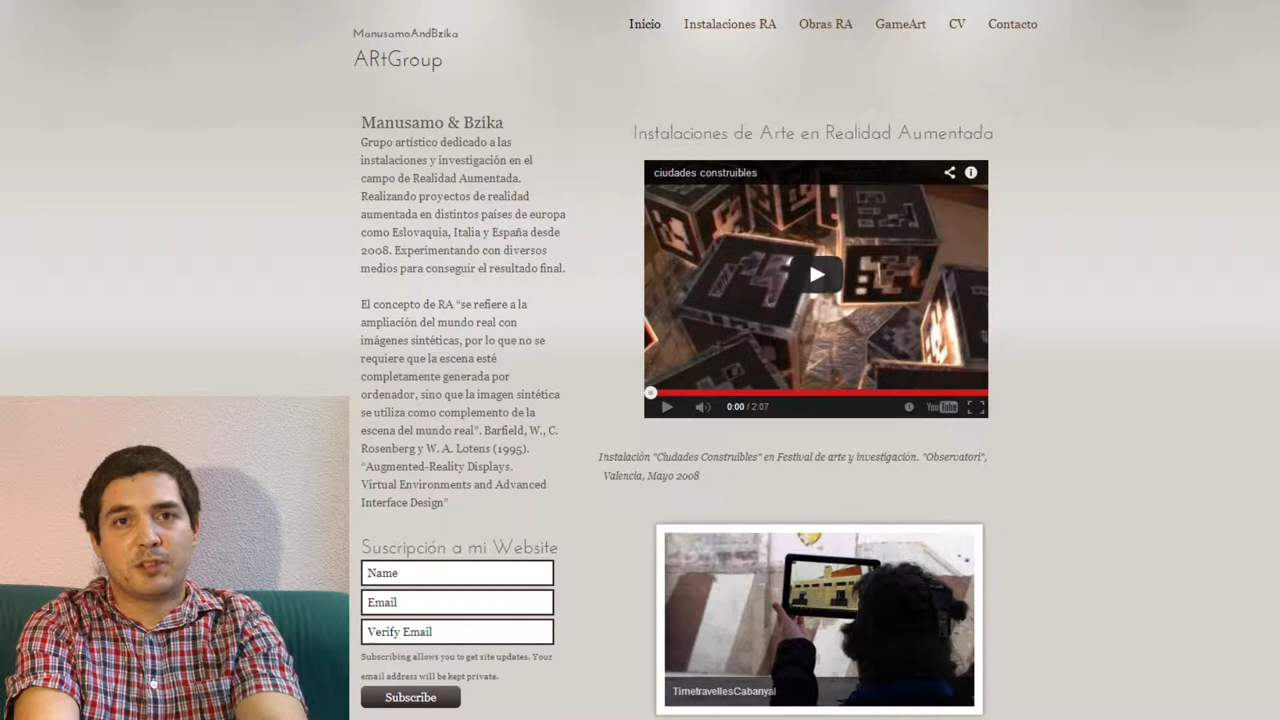 ManusamoAndBzika
ARtGroup
Inicio Instalaciones RA Obras RA GameArt CV Contacto
Manusamo & Bzika
Grupo artístico dedicado a las
instalaciones y investigación en el
campo de Realidad Aumentada.
Realizando proyectos de realidad
aumentada en distintos países de europa
como Eslovaquia, Italia y España desde
2008. Experimentando con diversos
medios para conseguir el resultado final.
El concepto de RA “se refiere a la
ampliación del mundo real con
imágenes sintéticas, por lo que no se
requiere que la escena esté
completamente generada por
ordenador, sino que la imagen sintética
se utiliza como complemento de la
escena del mundo real”. Barfield, W., C.
Rosenberg y W. A. Lotens (1995).
“Augmented-Reality Displays.
Virtual Environments and Advanced
Interface Design”
Suscripción a mi Website
Name
Email
Verify Email
Subscribing allows you to get site updates. Your
email address will be kept private.
Subscribe
Instalaciones de Arte en Realidad Aumentada
ciudades construibles
0:00 / 2:07
YouTube
Instalación "Ciudades Construibles" en Festival de arte y investigación. "Observatori",
Valencia, Mayo 2008
TimetravellesCabanyal